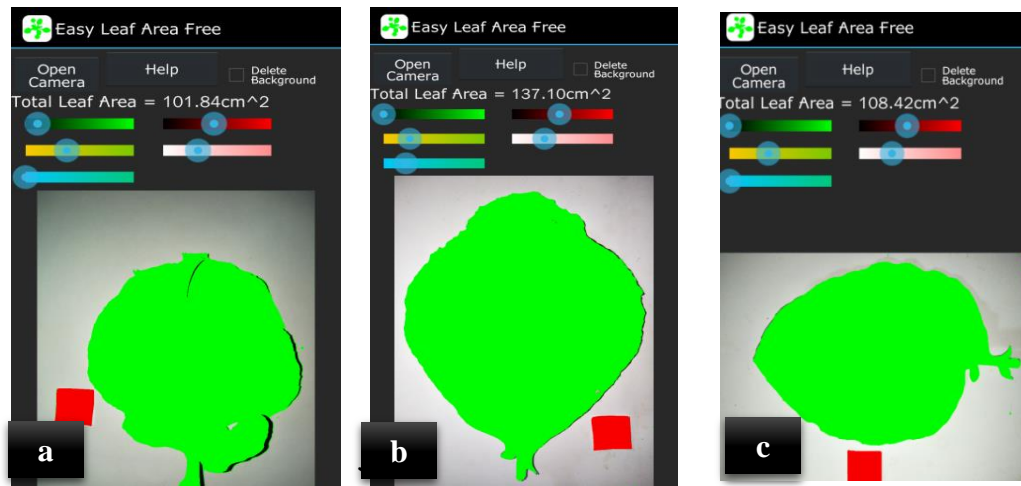 Easy Leaf Area Free
Open Camera
Help
Delete Background
Total Leaf Area = 101.84cm^2
a
Easy Leaf Area Free
Open Camera
Help
Delete Background
Total Leaf Area = 137.10cm^2
b
Easy Leaf Area Free
Open Camera
Help
Delete Background
Total Leaf Area = 108.42cm^2
c